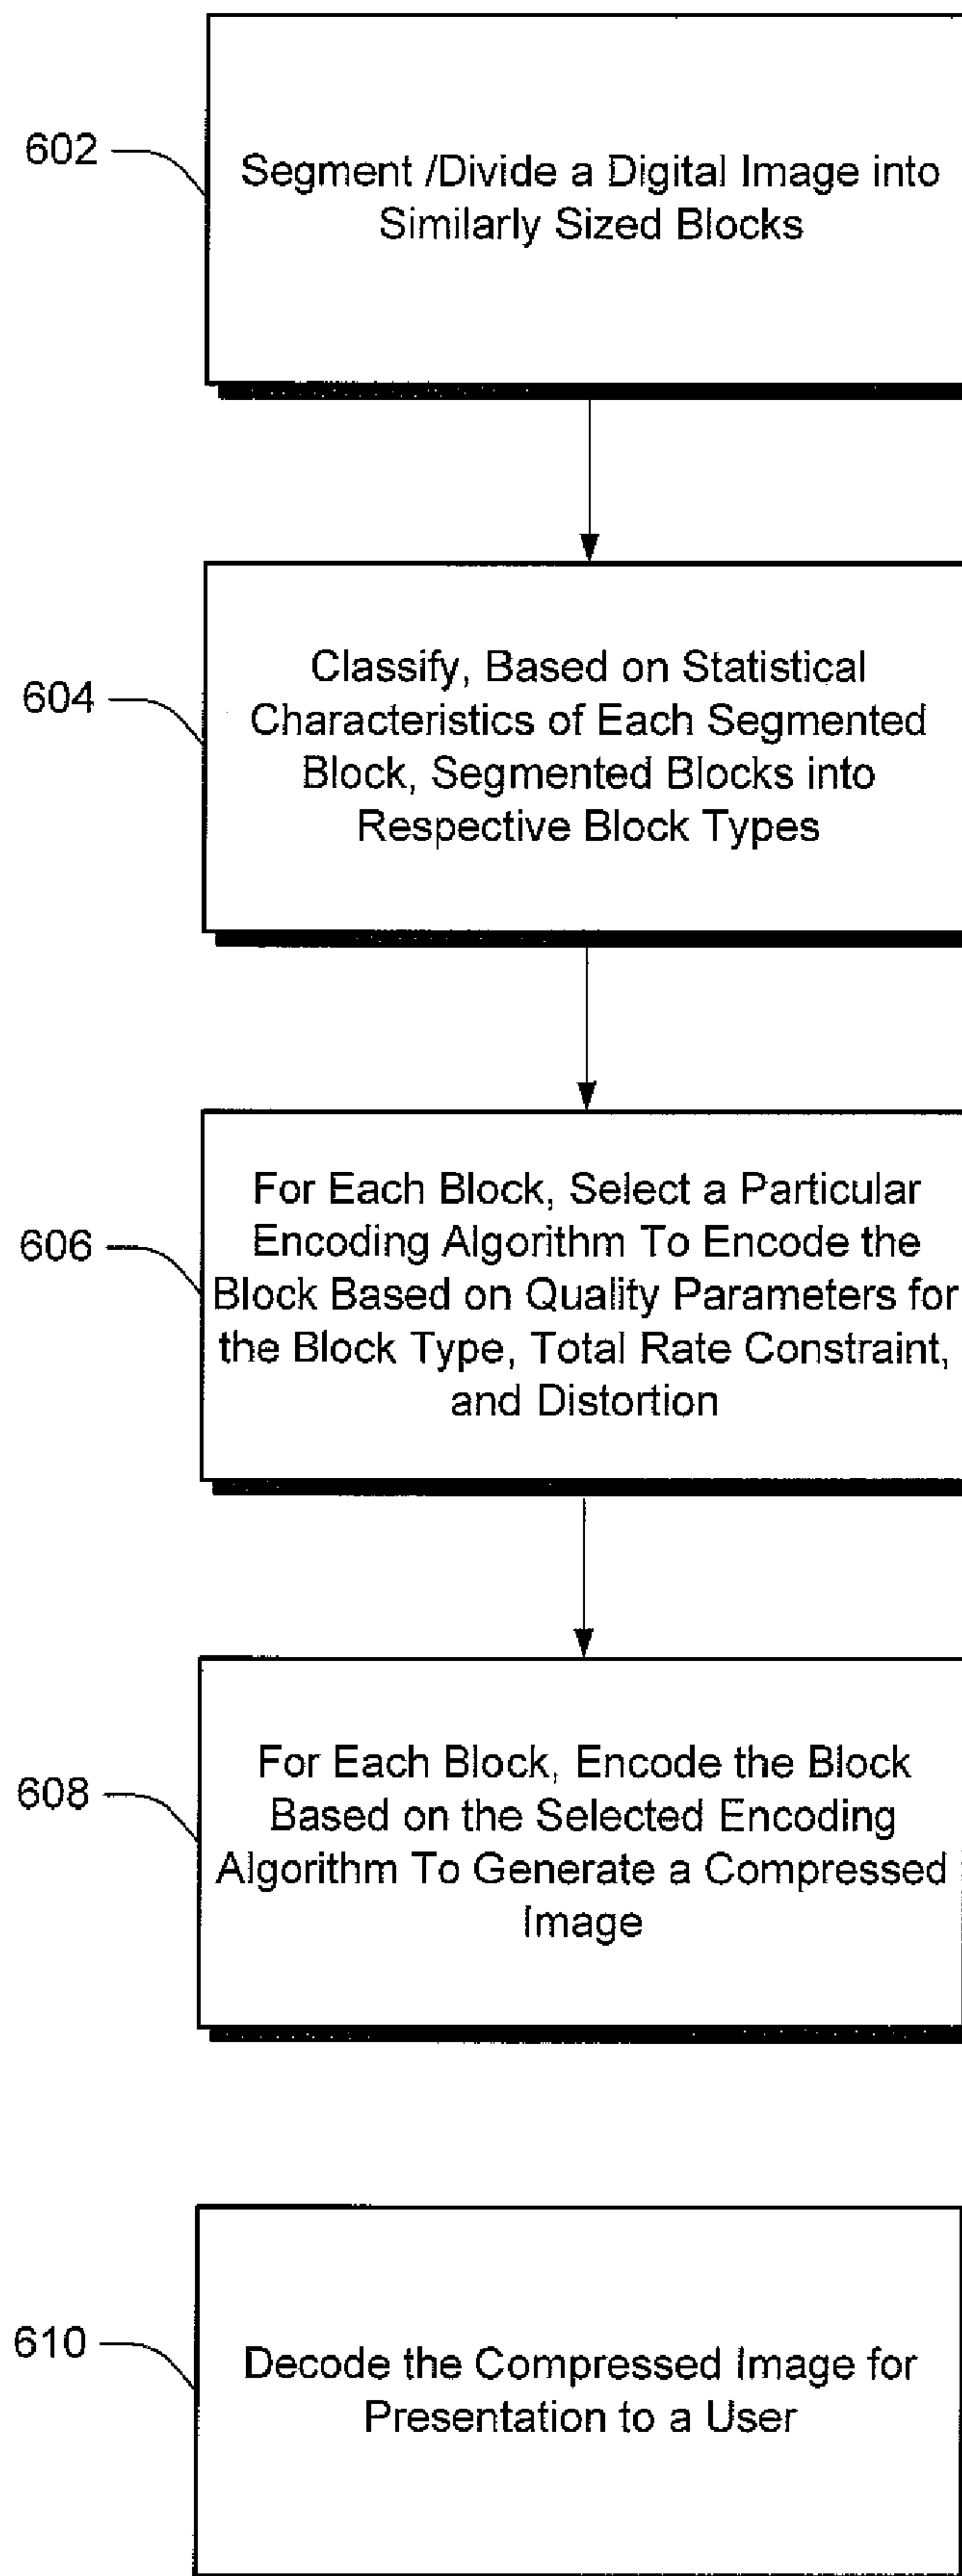 602
Segment /Divide a Digital Image into
Similarly Sized Blocks
604
Classify, Based on Statistical
Characteristics of Each Segmented
Block, Segmented Blocks into
Respective Block Types
606
For Each Block, Select a Particular
Encoding Algorithm To Encode the
Block Based on Quality Parameters for
the Block Type, Total Rate Constraint,
and Distortion
608
For Each Block, Encode the Block
Based on the Selected Encoding
Algorithm To Generate a Compressed
Image
610
Decode the Compressed Image for
Presentation to a User